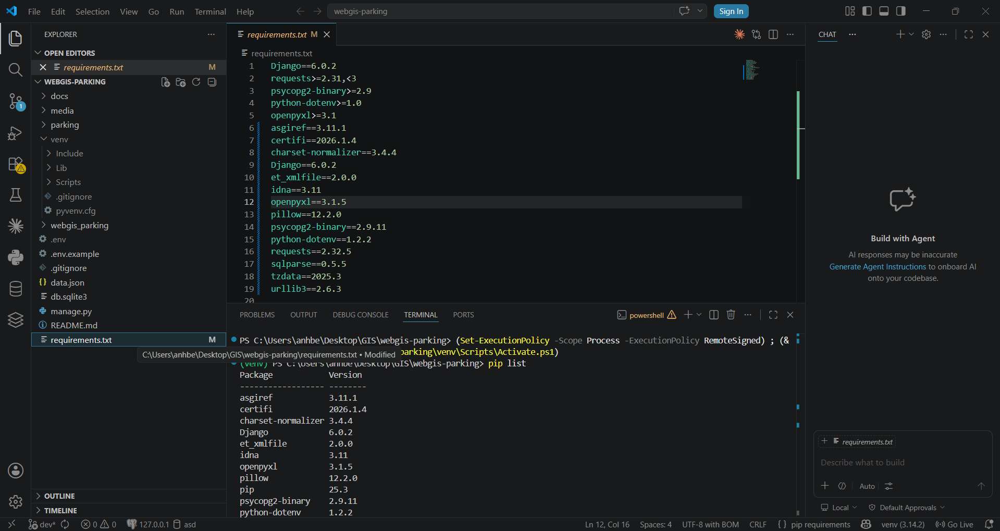 File Edit Selection View Go Run Terminal Help
webgis-parking
Sign In
EXPLORER
OPEN EDITORS
requirements.txt M
WEBGIS-PARKING
docs
media
parking
venv
Include
Lib
Scripts
.gitignore
pyvenv.cfg
webgis_parking
.env
.env.example
.gitignore
data.json
db.sqlite3
manage.py
README.md
requirements.txt M
C:\Users\anhbe\Desktop\GIS\webgis-parking\requirements.txt • Modified
OUTLINE
TIMELINE
1
requirements.txt M
requirements.txt
1 Django==6.0.2
2 requests>=2.31,<3
3 psycopg2-binary>=2.9
4 python-dotenv>=1.0
5 openpyxl>=3.1
6 asgiref==3.11.1
7 certifi==2026.1.4
8 charset-normalizer==3.4.4
9 Django==6.0.2
10 et_xmlfile==2.0.0
11 idna==3.11
12 openpyxl==3.1.5
13 pillow==12.2.0
14 psycopg2-binary==2.9.11
15 python-dotenv==1.2.2
16 requests==2.32.5
17 sqlparse==0.5.5
18 tzdata==2025.3
19 urllib3==2.6.3
20
PROBLEMS OUTPUT DEBUG CONSOLE TERMINAL PORTS
powershell
PS C:\Users\anhbe\Desktop\GIS\webgis-parking> (Set-ExecutionPolicy -Scope Process -ExecutionPolicy RemoteSigned) ; (&
parking\venv\Scripts\Activate.ps1)
(venv) PS C:\Users\anhbe\Desktop\GIS\webgis-parking> pip list
Package Version
------------------ --------
asgiref 3.11.1
certifi 2026.1.4
charset-normalizer 3.4.4
Django 6.0.2
et_xmlfile 2.0.0
idna 3.11
openpyxl 3.1.5
pillow 12.2.0
pip 25.3
psycopg2-binary 2.9.11
python-dotenv 1.2.2
CHAT
Build with Agent
AI responses may be inaccurate
Generate Agent Instructions to onboard AI
onto your codebase.
requirements.txt
Describe what to build
Auto
Local Default Approvals
dev* 0 0 127.0.0.1 asd
Ln 12, Col 16 Spaces: 4 UTF-8 with BOM CRLF pip requirements venv (3.14.2) Go Live